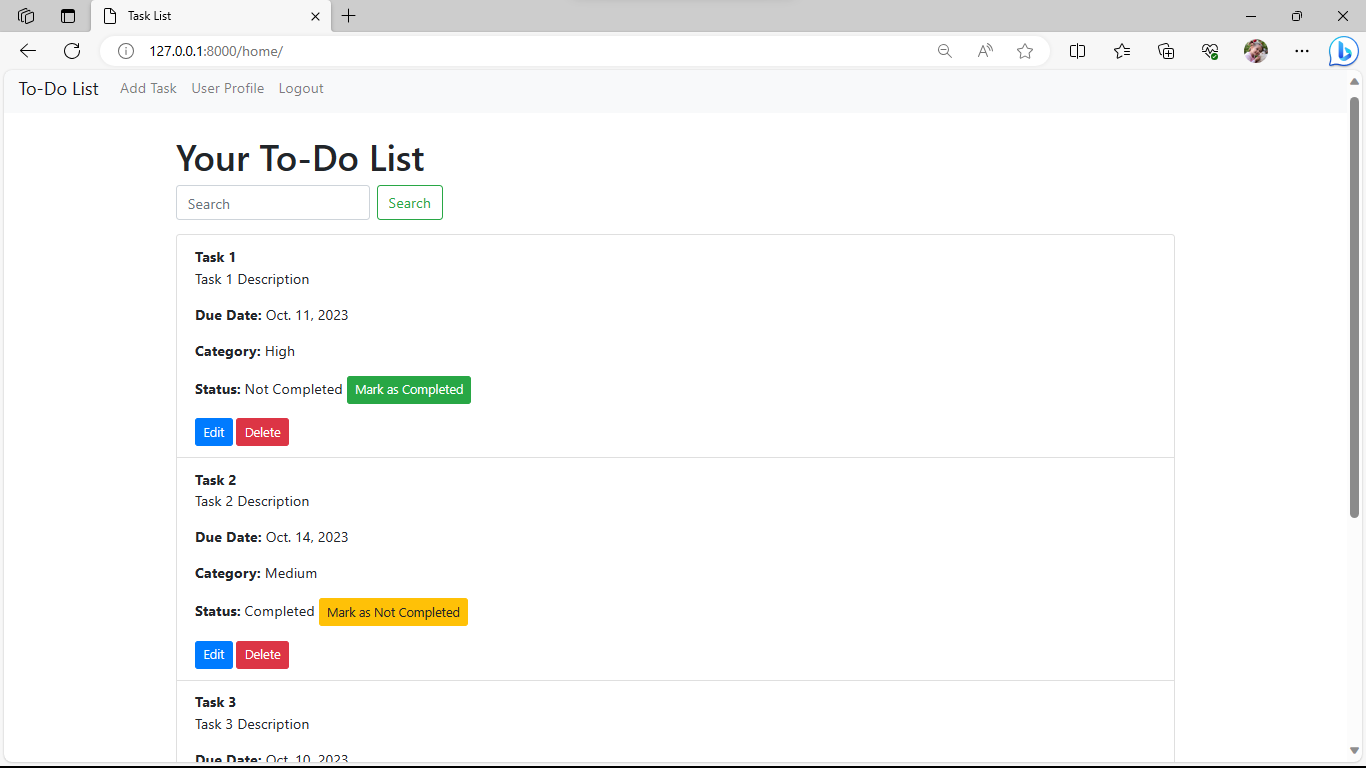 Task List
127.0.0.1:8000/home/
To-Do List Add Task User Profile Logout
Your To-Do List
Search Search
Task 1
Task 1 Description
Due Date: Oct. 11, 2023
Category: High
Status: Not Completed Mark as Completed
Edit Delete
Task 2
Task 2 Description
Due Date: Oct. 14, 2023
Category: Medium
Status: Completed Mark as Not Completed
Edit Delete
Task 3
Task 3 Description
Due Date: Oct. 10, 2023